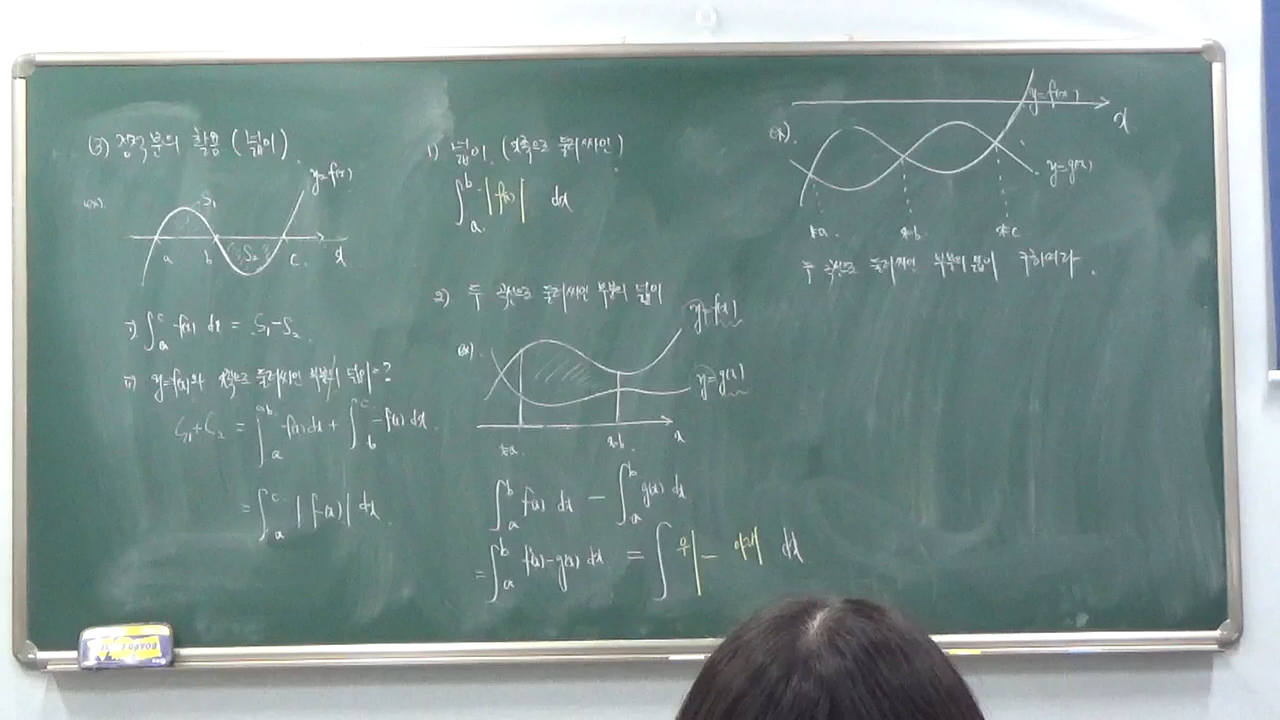 (3) 정적분의 활용 (넓이).
ex).
S₁
y=f(x)
a b S₂ c x
i) ∫ₐᶜ f(x) dx = S₁-S₂
ii) y=f(x)와 x축으로 둘러싸인 부분의 넓이=?
S₁+S₂ = ∫ₐᵇ f(x)dx + ∫_b^c -f(x) dx.
= ∫ₐᶜ |f(x)| dx.
1) 넓이. (x축으로 둘러싸인)
∫ₐᵇ |f(x)| dx
2) 두 곡선으로 둘러싸인 부분의 넓이
ex).
y=f(x)
y=g(x)
x=a. x=b. x
∫ₐᵇ f(x) dx - ∫ₐᵇ g(x) dx
= ∫ₐᵇ f(x)-g(x) dx = ∫ 위 - 아래 dx
y=f(x)
x
ex).
y=g(x)
x=a. x=b. x=c
두 곡선으로 둘러싸인 부분의 넓이 구하여라.